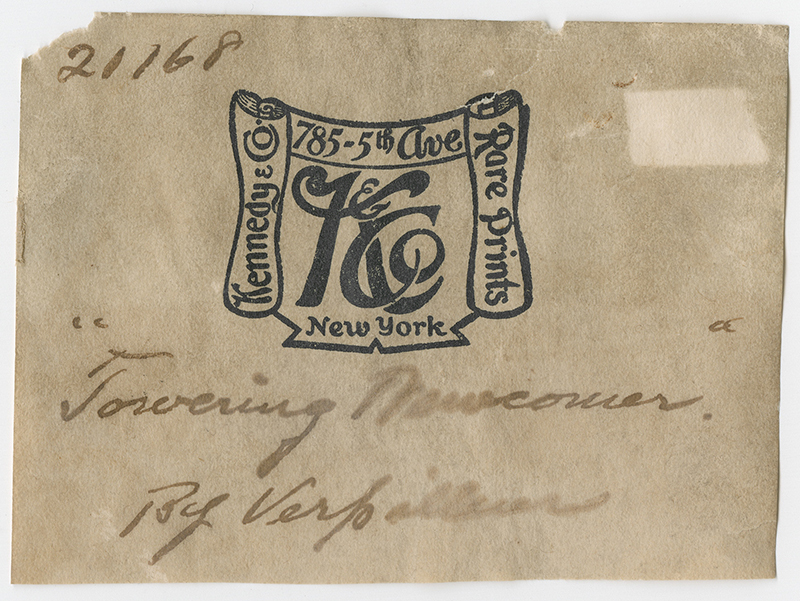 21168
Kennedy & Co.
785-5th Ave
Rare Prints
K & Co
New York
" "
Towering Newcomer.
By Verpilleux